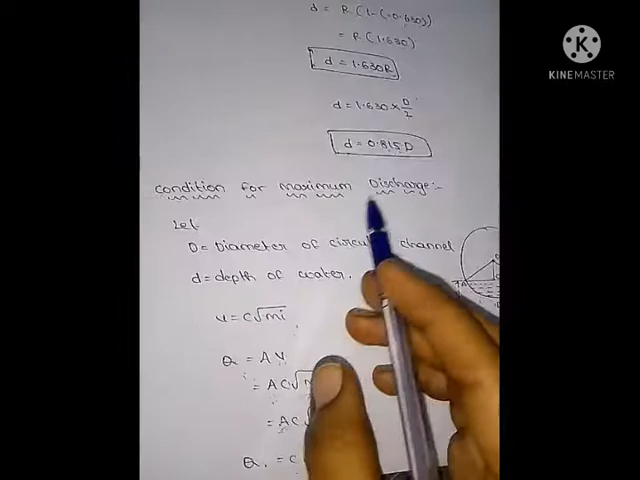 d = R(1-(-0.630))
= R(1.630)
d = 1.630R
d = 1.630 × D/2
d = 0.815 D
Condition for maximum Discharge:-
Let
D = Diameter of circu channel
d = depth of water.
v = C√mi
Q = AV
= AC√
= AC√
Q = C
KINEMASTER